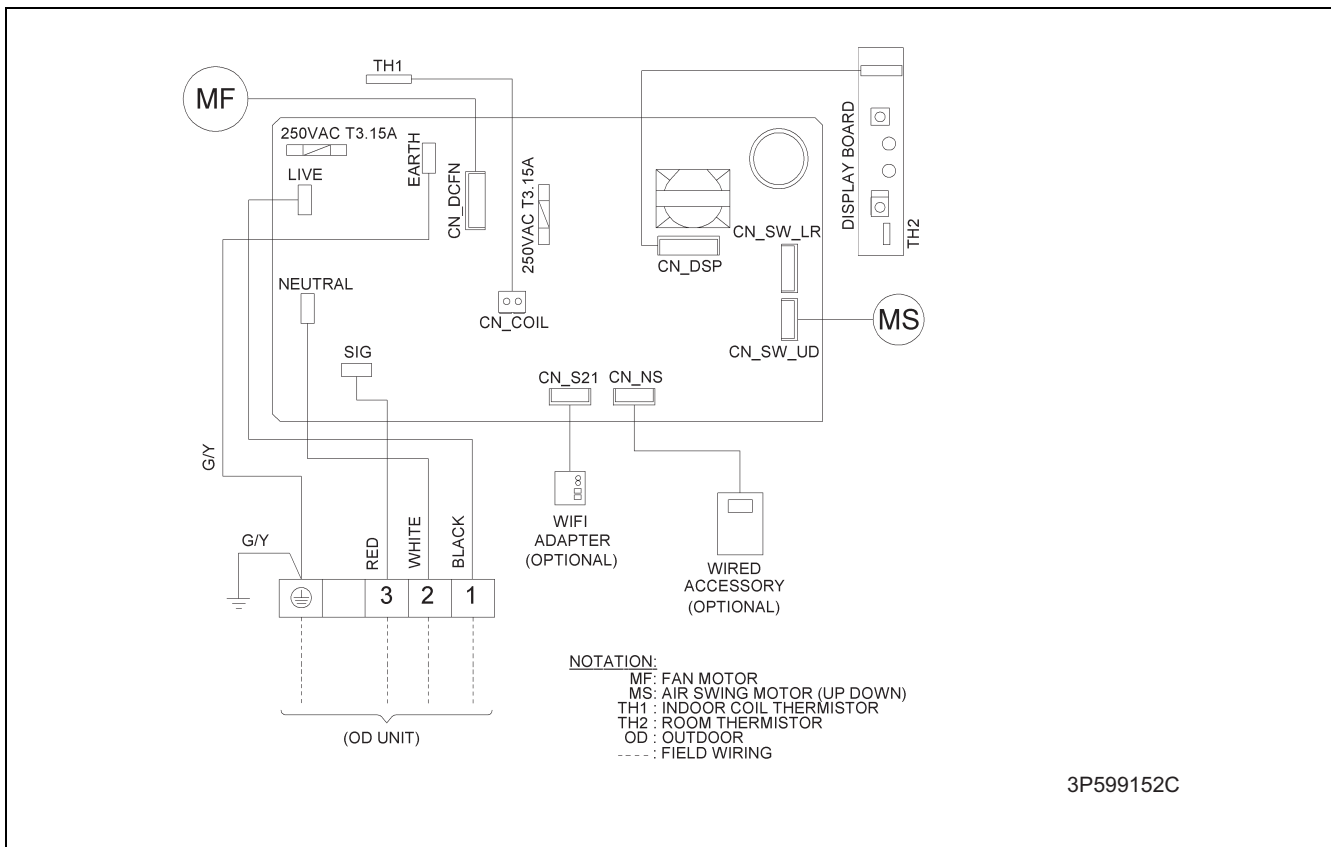 TH1
MF
250VAC T3.15A
EARTH
LIVE
CN_DCFN
250VAC T3.15A
DISPLAY BOARD
TH2
CN_SW_LR
CN_DSP
NEUTRAL
CN_COIL
MS
CN_SW_UD
SIG
CN_S21
CN_NS
G/Y
G/Y
RED
WHITE
BLACK
WIFI
ADAPTER
(OPTIONAL)
WIRED
ACCESSORY
(OPTIONAL)
3
2
1
(OD UNIT)
NOTATION:
MF: FAN MOTOR
MS: AIR SWING MOTOR (UP DOWN)
TH1 : INDOOR COIL THERMISTOR
TH2 : ROOM THERMISTOR
OD : OUTDOOR
---- : FIELD WIRING
3P599152C